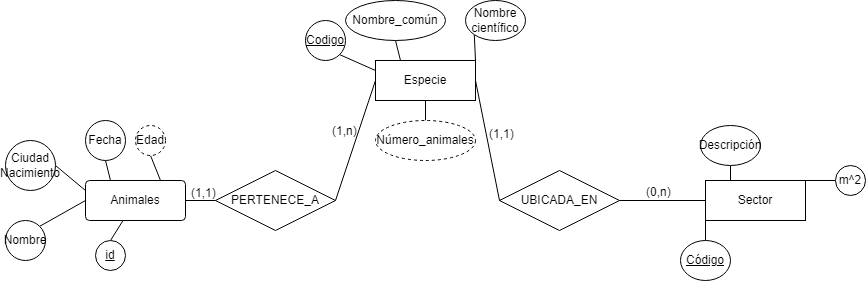 Nombre
científico
Nombre_común
Codigo
Especie
(1,n)
Fecha
Edad
Número_animales
(1,1)
Descripción
Ciudad
Nacimiento
Animales
(1,1)
PERTENECE_A
UBICADA_EN
(0,n)
Sector
m^2
Nombre
id
Código